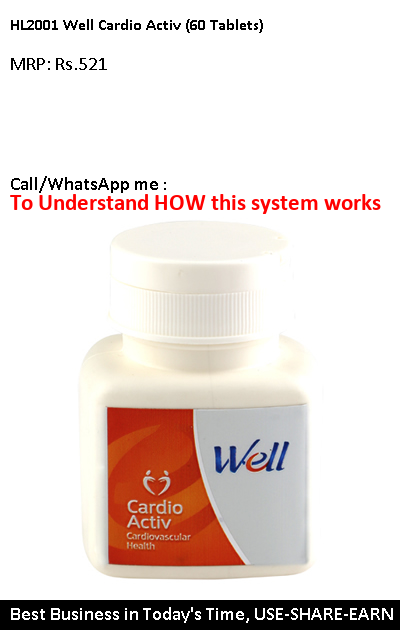 HL2001 Well Cardio Activ (60 Tablets)
MRP: Rs.521
Call/WhatsApp me :
To Understand HOW this system works
Well
Cardio
Activ
Cardiovascular
Health
Best Business in Today's Time, USE-SHARE-EARN